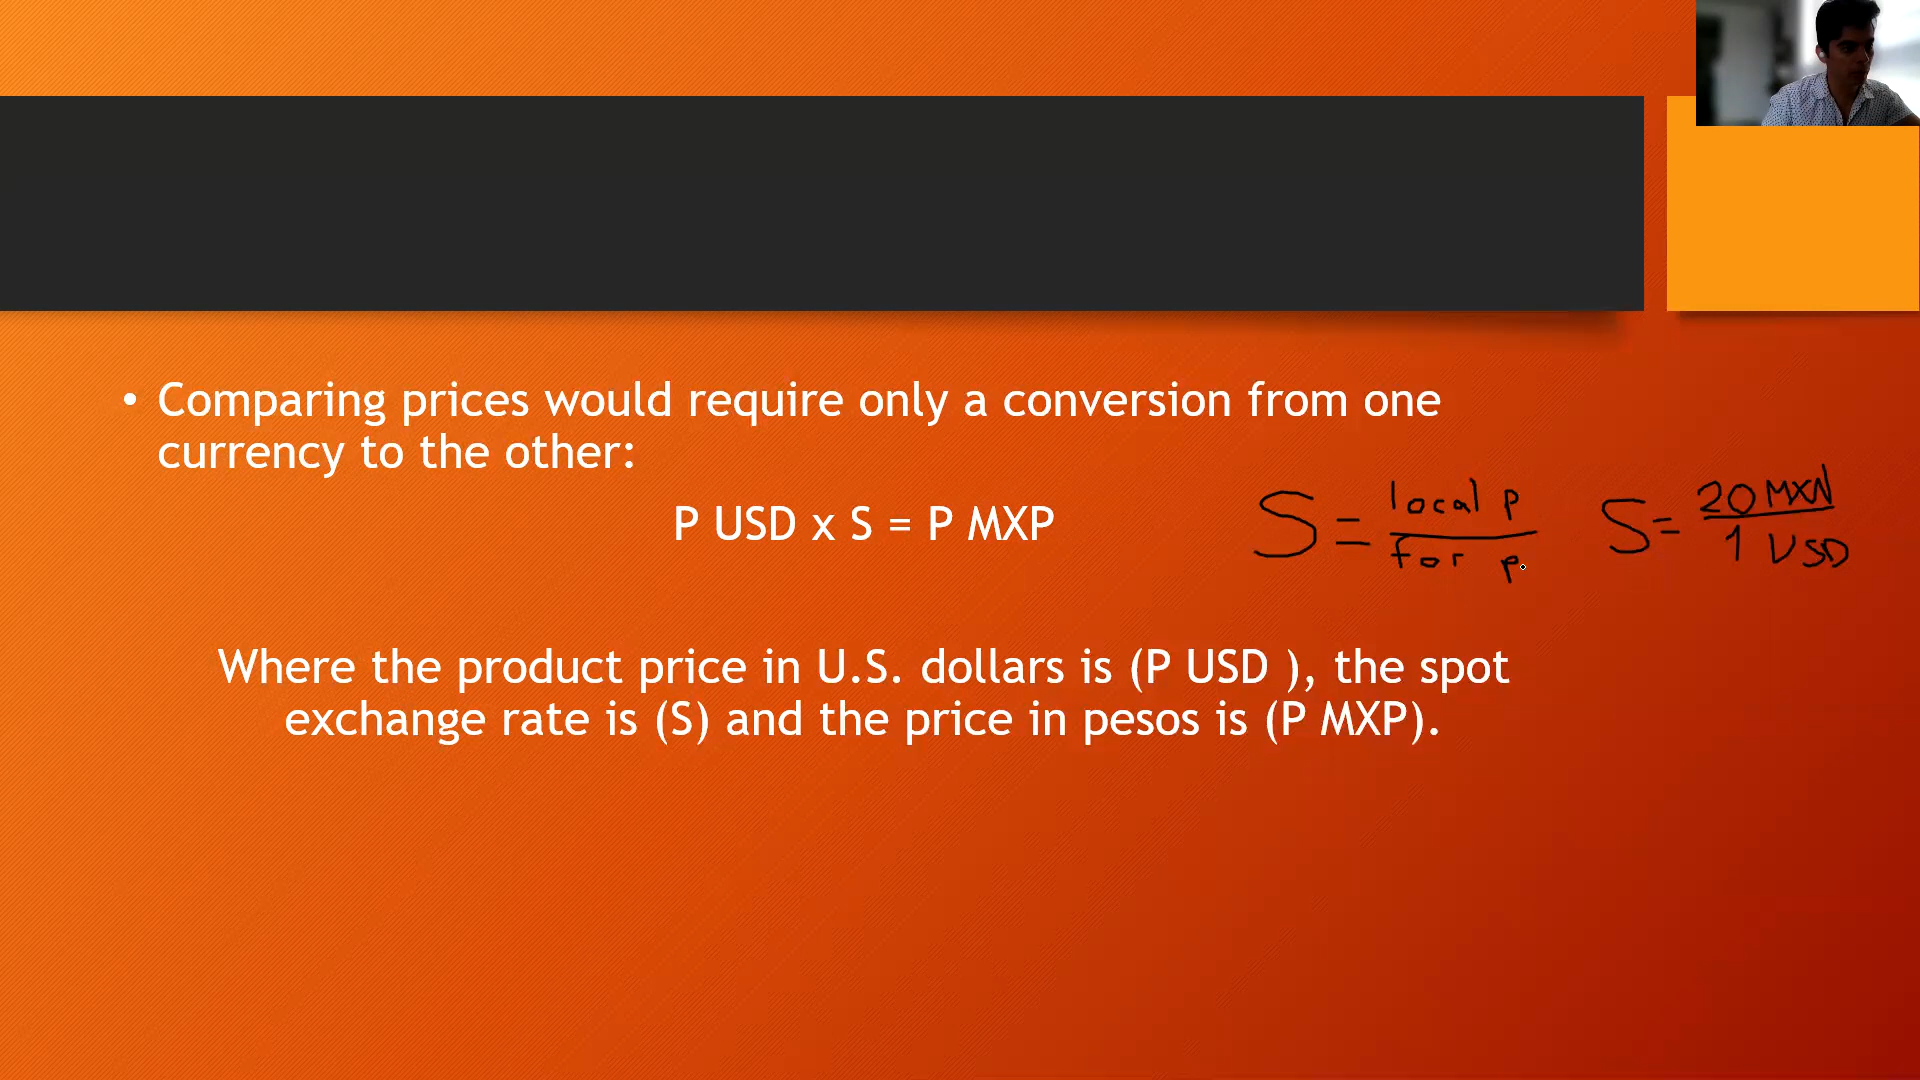 • Comparing prices would require only a conversion from one
currency to the other:
P USD x S = P MXP
S = local p
for p
S = 20 MXN
1 USD
Where the product price in U.S. dollars is (P USD ), the spot
exchange rate is (S) and the price in pesos is (P MXP).